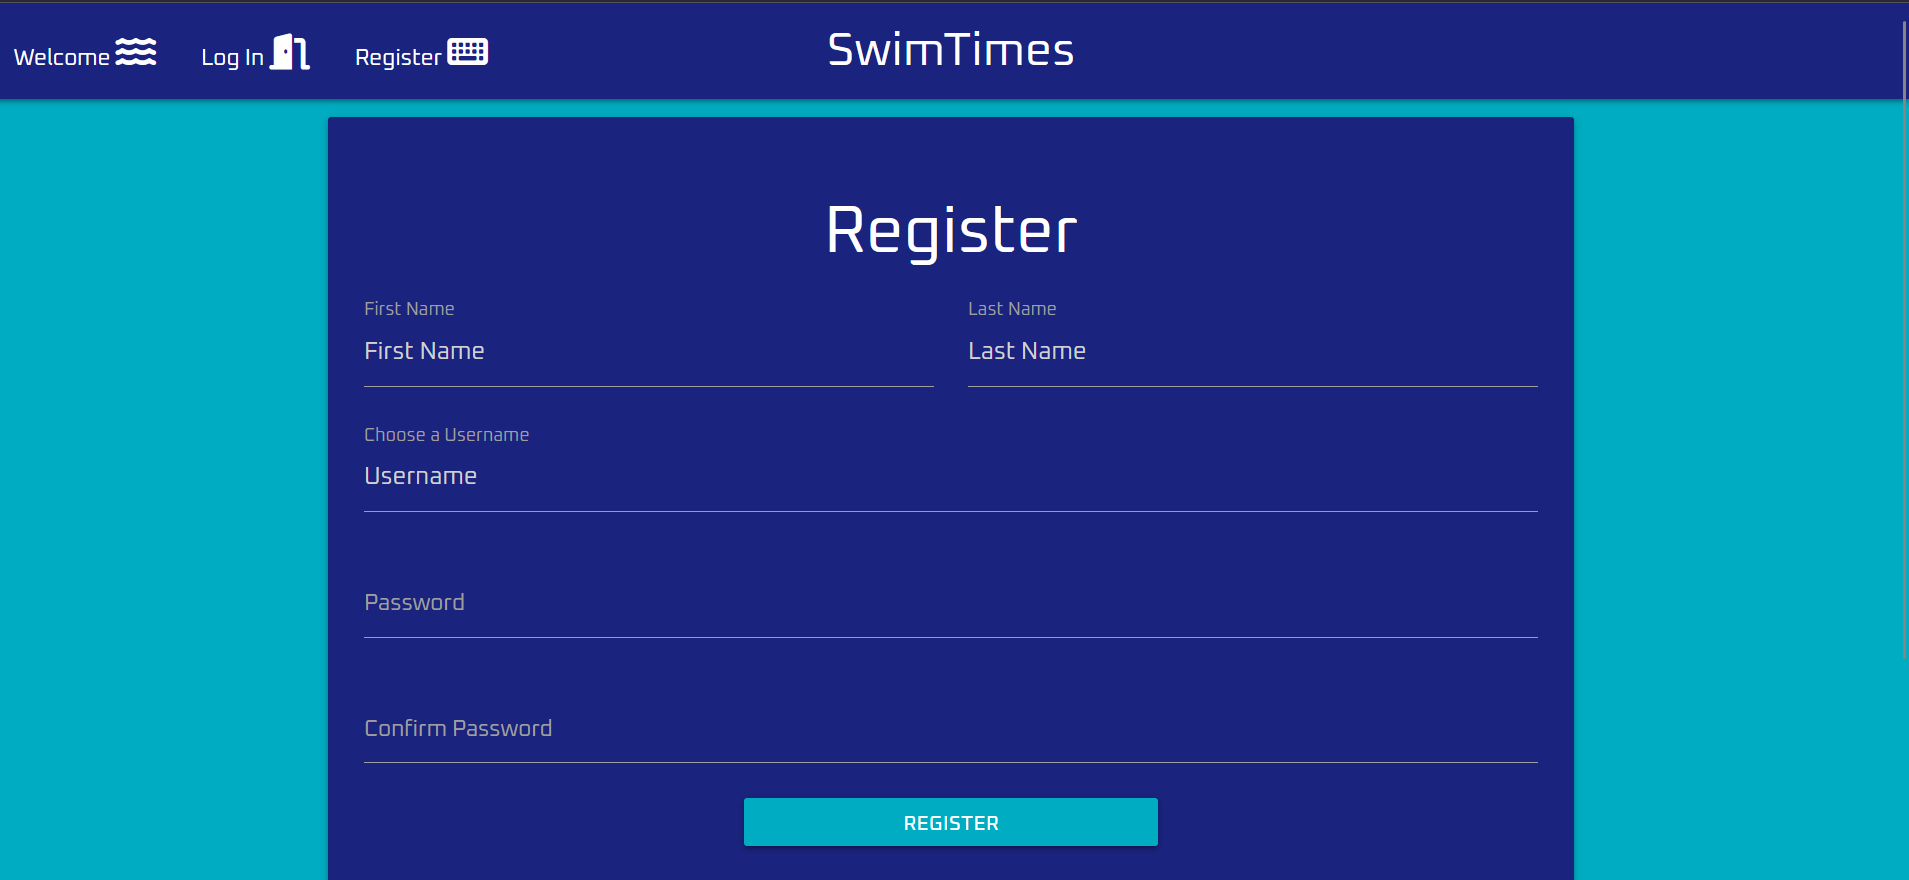 Welcome Log In Register SwimTimes
Register
First Name Last Name
First Name Last Name
Choose a Username
Username
Password
Confirm Password
REGISTER